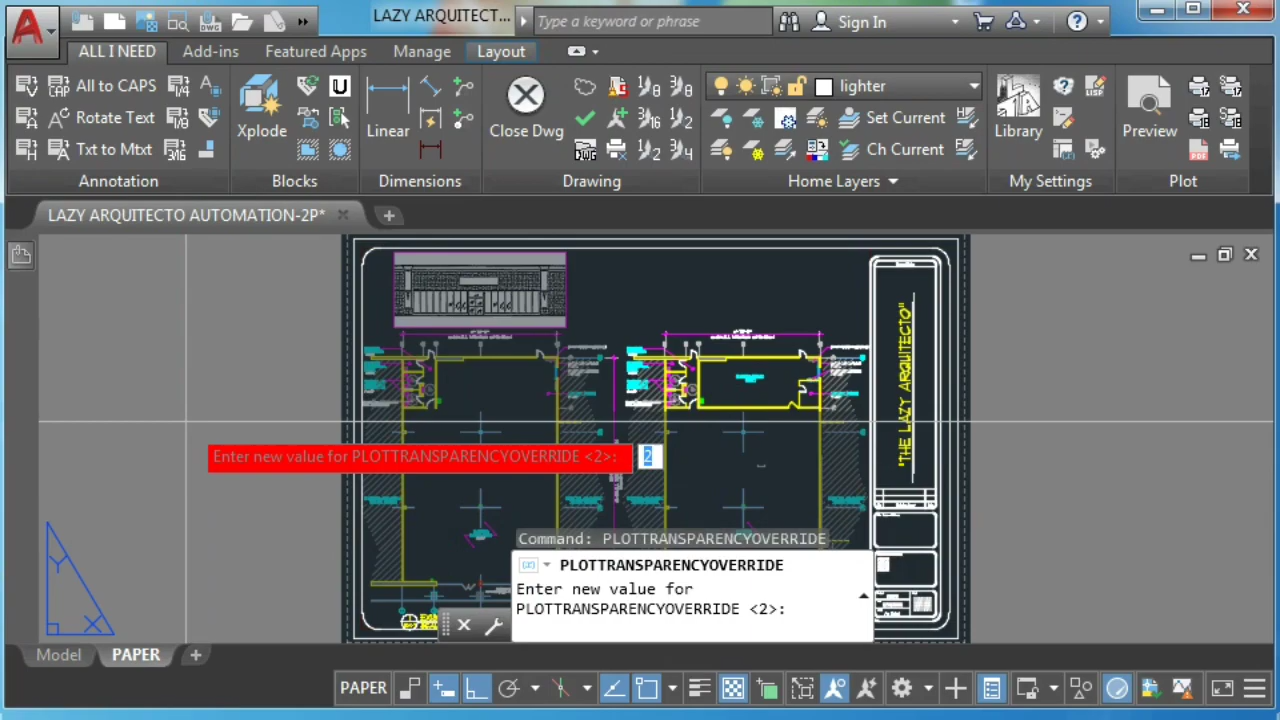 LAZY ARQUITECT...
Type a keyword or phrase
Sign In
ALL I NEED
Add-ins
Featured Apps
Manage
Layout
All to CAPS
Rotate Text
Txt to Mtxt
Annotation
Xplode
Blocks
Linear
Dimensions
Close Dwg
Drawing
lighter
Set Current
Ch Current
Home Layers
Library
My Settings
Preview
Plot
LAZY ARQUITECTO AUTOMATION-2P*
"THE LAZY ARQUITECTO"
Enter new value for PLOTTRANSPARENCYOVERRIDE <2>: 2
Command: PLOTTRANSPARENCYOVERRIDE
PLOTTRANSPARENCYOVERRIDE
Enter new value for
PLOTTRANSPARENCYOVERRIDE <2>:
Y
X
Model
PAPER
PAPER